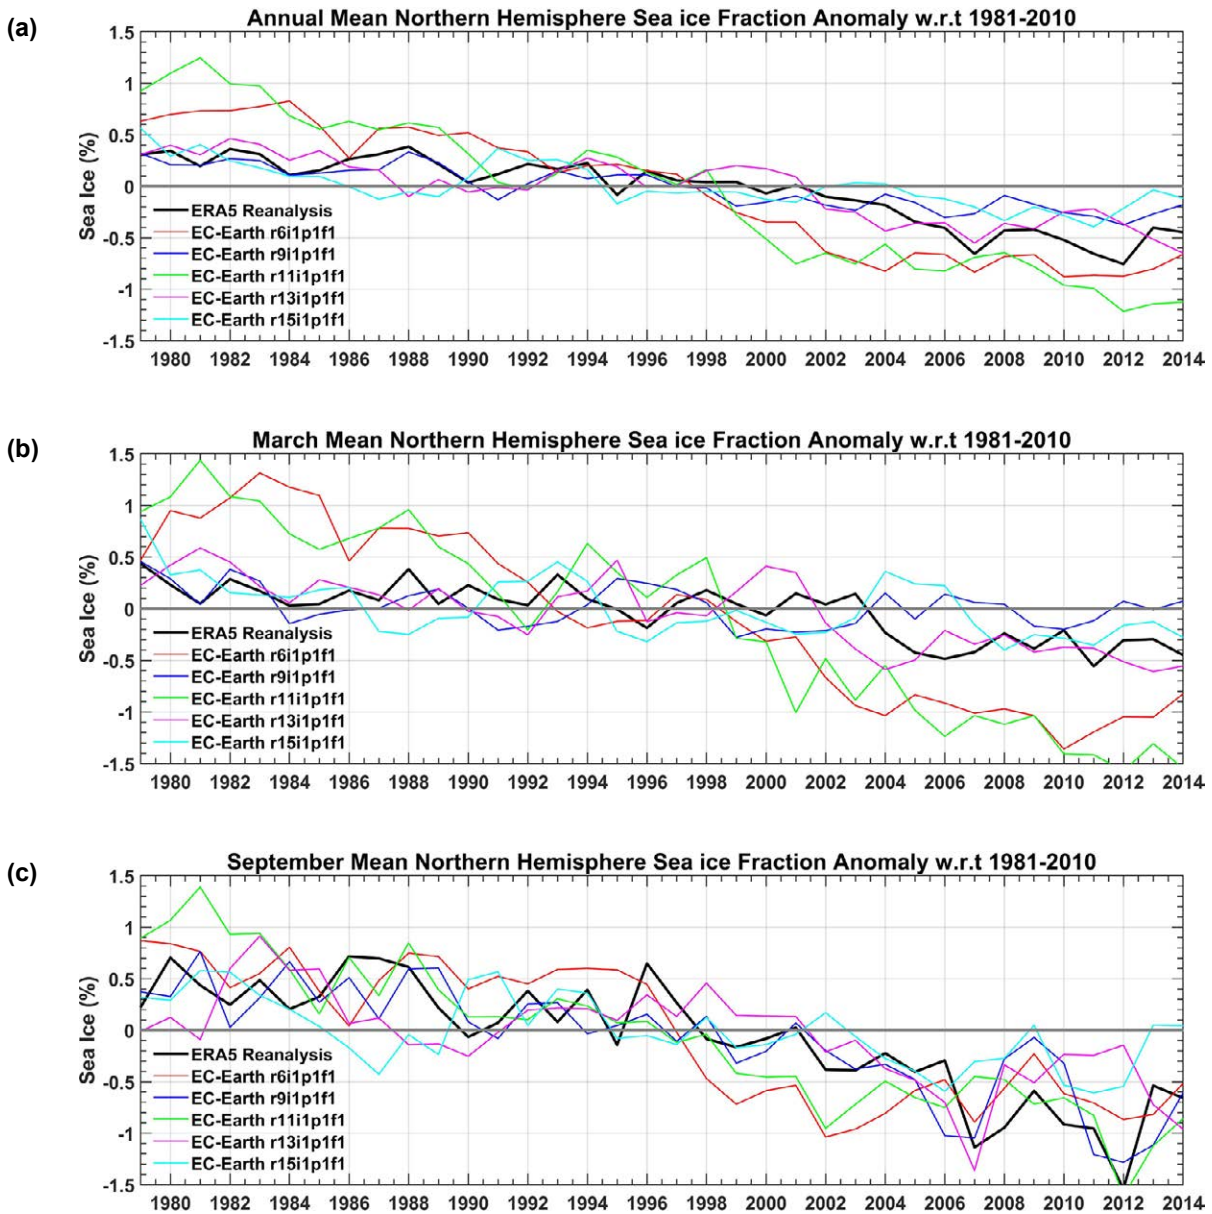 (a)
Annual Mean Northern Hemisphere Sea ice Fraction Anomaly w.r.t 1981-2010
1.5
1
0.5
0
-0.5
-1
-1.5
Sea Ice (%)
ERA5 Reanalysis
EC-Earth r6i1p1f1
EC-Earth r9i1p1f1
EC-Earth r11i1p1f1
EC-Earth r13i1p1f1
EC-Earth r15i1p1f1
1980 1982 1984 1986 1988 1990 1992 1994 1996 1998 2000 2002 2004 2006 2008 2010 2012 2014
(b)
March Mean Northern Hemisphere Sea ice Fraction Anomaly w.r.t 1981-2010
1.5
1
0.5
0
-0.5
-1
-1.5
Sea Ice (%)
ERA5 Reanalysis
EC-Earth r6i1p1f1
EC-Earth r9i1p1f1
EC-Earth r11i1p1f1
EC-Earth r13i1p1f1
EC-Earth r15i1p1f1
1980 1982 1984 1986 1988 1990 1992 1994 1996 1998 2000 2002 2004 2006 2008 2010 2012 2014
(c)
September Mean Northern Hemisphere Sea ice Fraction Anomaly w.r.t 1981-2010
1.5
1
0.5
0
-0.5
-1
-1.5
Sea Ice (%)
ERA5 Reanalysis
EC-Earth r6i1p1f1
EC-Earth r9i1p1f1
EC-Earth r11i1p1f1
EC-Earth r13i1p1f1
EC-Earth r15i1p1f1
1980 1982 1984 1986 1988 1990 1992 1994 1996 1998 2000 2002 2004 2006 2008 2010 2012 2014